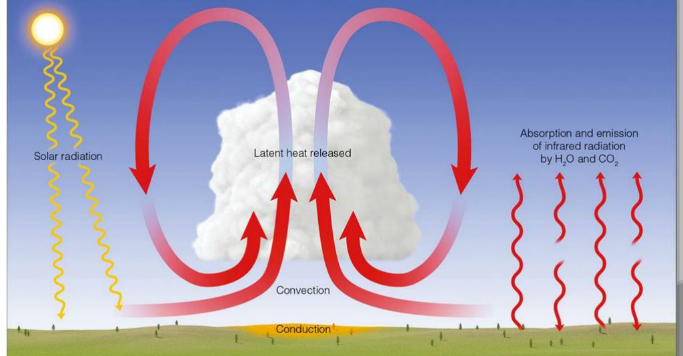 Solar radiation
Latent heat released
Absorption and emission
of infrared radiation
by H₂O and CO₂
Convection
Conduction